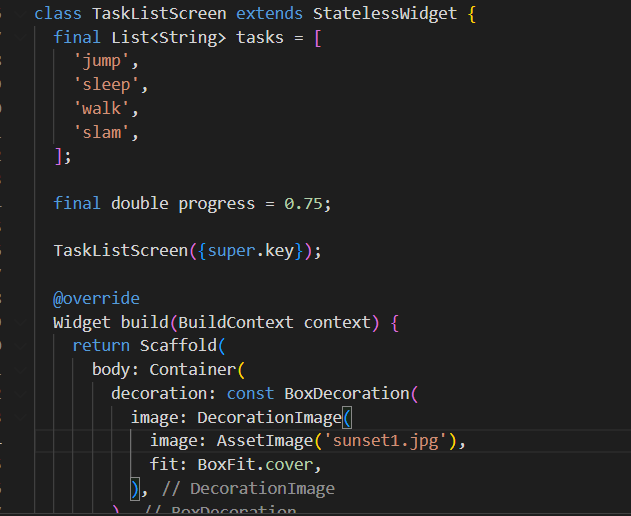 class TaskListScreen extends StatelessWidget {
final List<String> tasks = [
'jump',
'sleep',
'walk',
'slam',
];
final double progress = 0.75;
TaskListScreen({super.key});
@override
Widget build(BuildContext context) {
return Scaffold(
body: Container(
decoration: const BoxDecoration(
image: DecorationImage(
image: AssetImage('sunset1.jpg'),
fit: BoxFit.cover,
), // DecorationImage
), // BoxDecoration